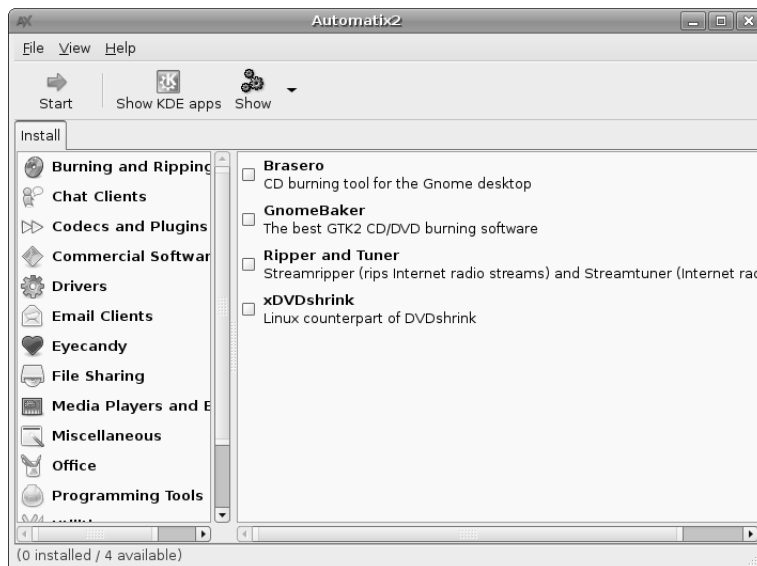 Automatix2
File View Help
Start Show KDE apps Show
Install
Burning and Ripping
Chat Clients
Codecs and Plugins
Commercial Softwar
Drivers
Email Clients
Eyecandy
File Sharing
Media Players and E
Miscellaneous
Office
Programming Tools
Brasero
CD burning tool for the Gnome desktop
GnomeBaker
The best GTK2 CD/DVD burning software
Ripper and Tuner
Streamripper (rips Internet radio streams) and Streamtuner (Internet rad
xDVDshrink
Linux counterpart of DVDshrink
(0 installed / 4 available)